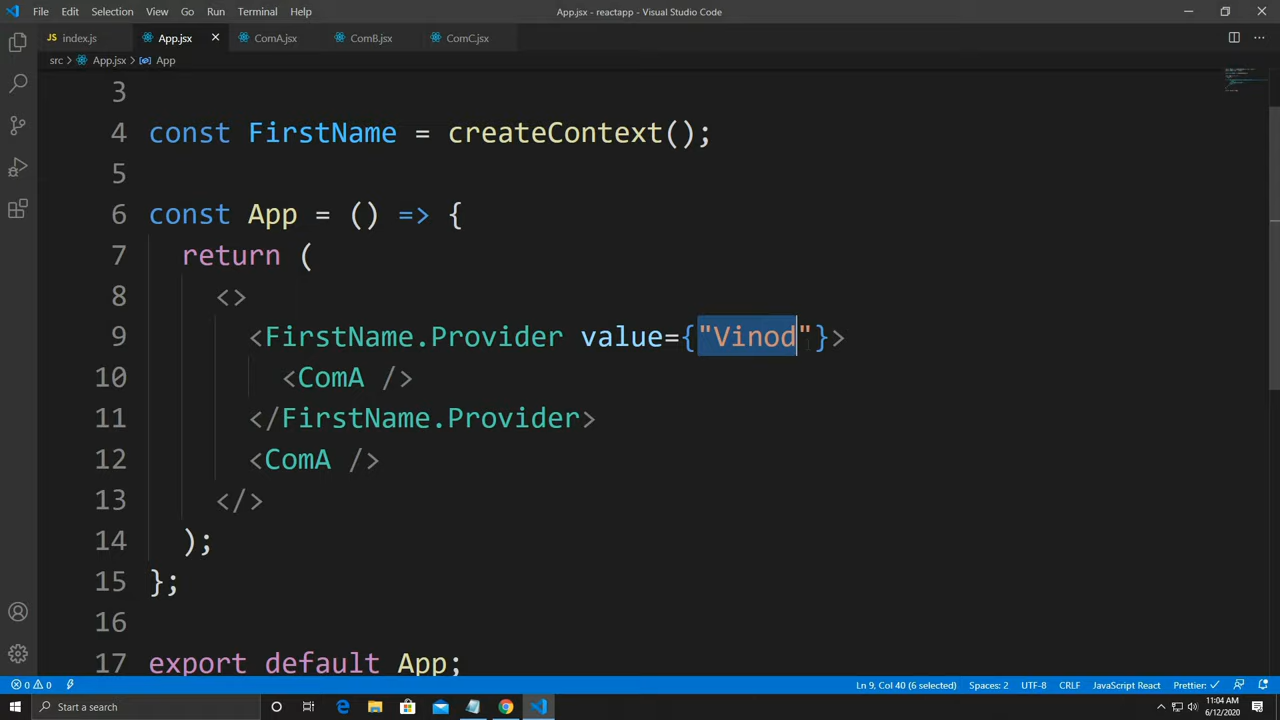 File Edit Selection View Go Run Terminal Help App.jsx - reactapp - Visual Studio Code
index.js App.jsx ComA.jsx ComB.jsx ComC.jsx
src > App.jsx > App
3
4 const FirstName = createContext();
5
6 const App = () => {
7 return (
8 <>
9 <FirstName.Provider value={"Vinod"}>
10 <ComA />
11 </FirstName.Provider>
12 <ComA />
13 </>
14 );
15 };
16
17 export default App;
0 0 Ln 9, Col 40 (6 selected) Spaces: 2 UTF-8 CRLF JavaScript React Prettier: ✓
Start a search 11:04 AM
6/12/2020